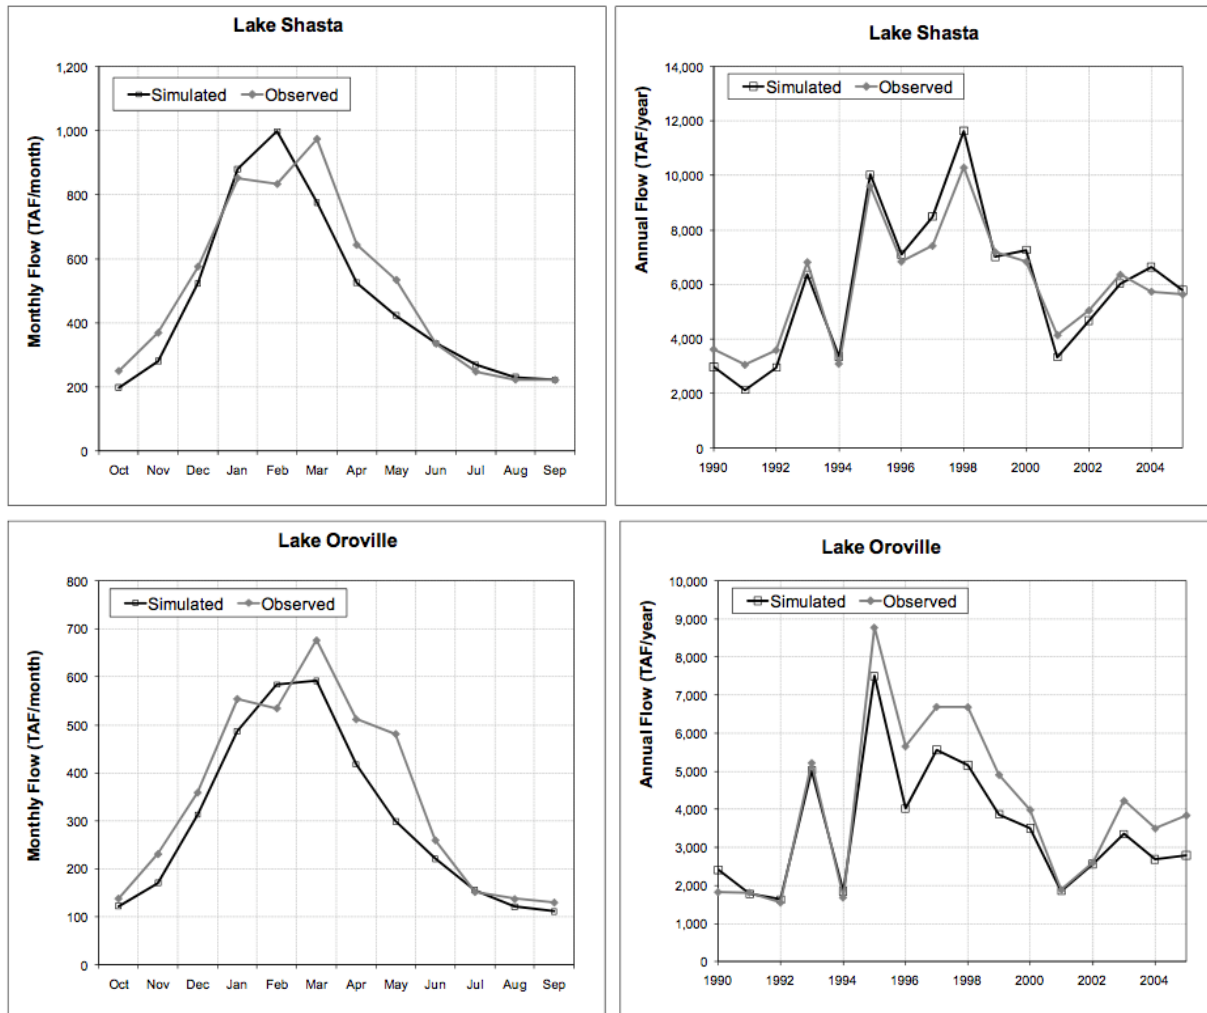 Lake Shasta
Simulated Observed
Monthly Flow (TAF/month)
1,200
1,000
800
600
400
200
0
Oct Nov Dec Jan Feb Mar Apr May Jun Jul Aug Sep
Lake Shasta
Simulated Observed
Annual Flow (TAF/year)
14,000
12,000
10,000
8,000
6,000
4,000
2,000
0
1990 1992 1994 1996 1998 2000 2002 2004
Lake Oroville
Simulated Observed
Monthly Flow (TAF/month)
800
700
600
500
400
300
200
100
0
Oct Nov Dec Jan Feb Mar Apr May Jun Jul Aug Sep
Lake Oroville
Simulated Observed
Annual Flow (TAF/year)
10,000
9,000
8,000
7,000
6,000
5,000
4,000
3,000
2,000
1,000
0
1990 1992 1994 1996 1998 2000 2002 2004